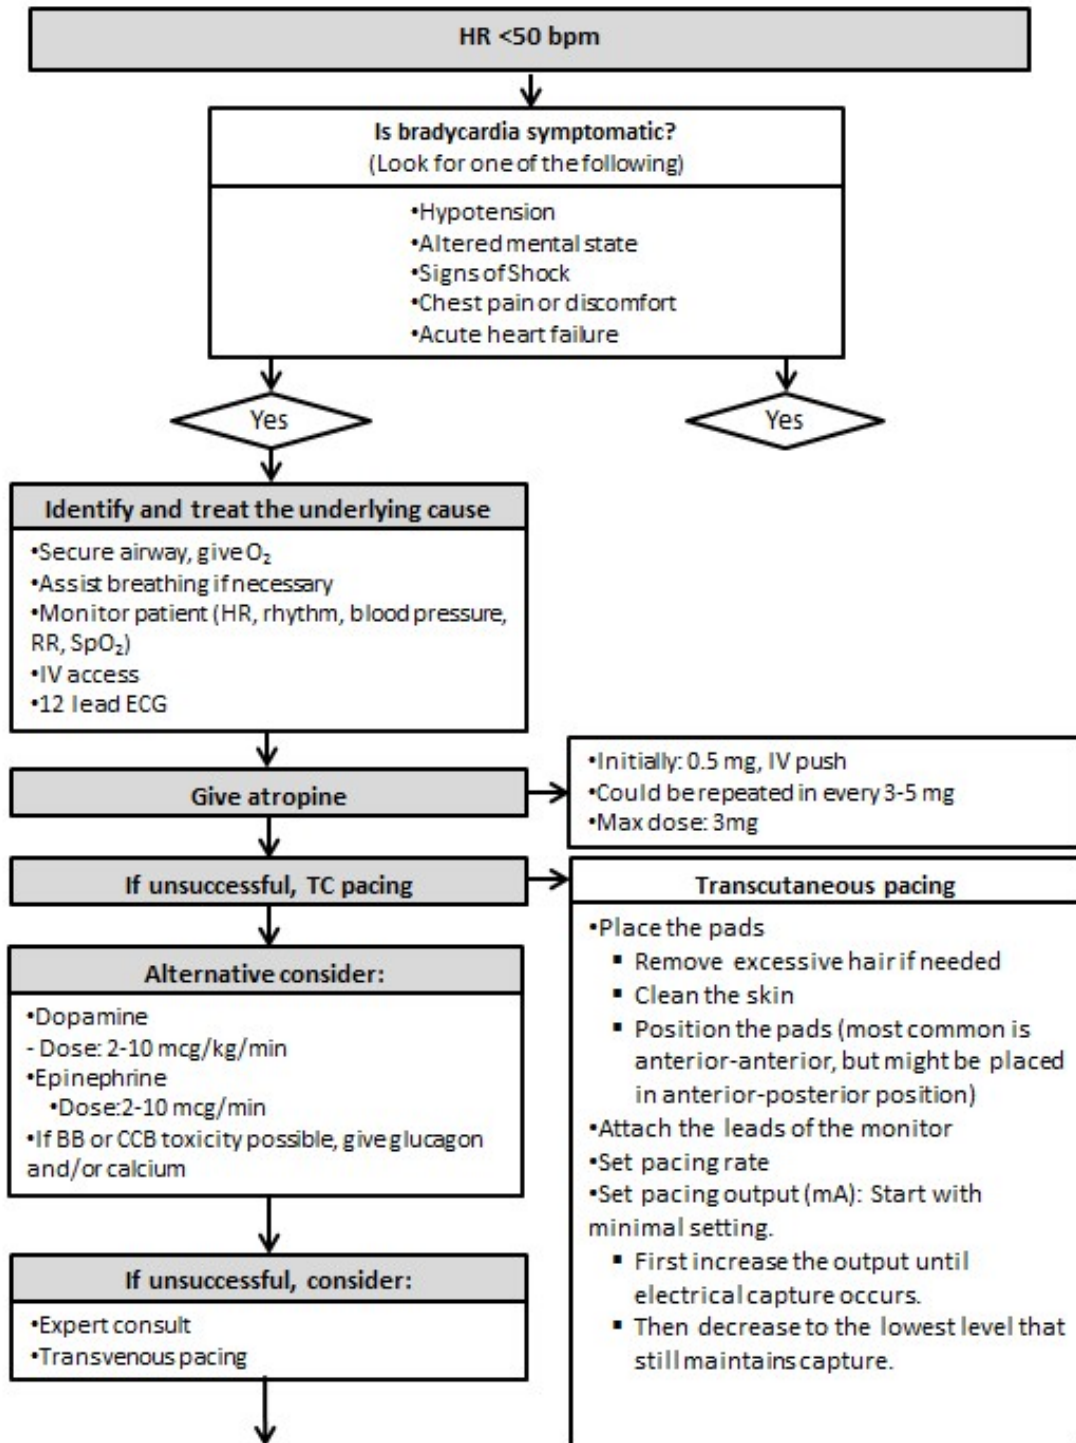 HR <50 bpm
Is bradycardia symptomatic?
(Look for one of the following)
•Hypotension
•Altered mental state
•Signs of Shock
•Chest pain or discomfort
•Acute heart failure
Yes
Yes
Identify and treat the underlying cause
•Secure airway, give O₂
•Assist breathing if necessary
•Monitor patient (HR, rhythm, blood pressure,
RR, SpO₂)
•IV access
•12 lead ECG
Give atropine
•Initially: 0.5 mg, IV push
•Could be repeated in every 3-5 mg
•Max dose: 3mg
If unsuccessful, TC pacing
Alternative consider:
•Dopamine
- Dose: 2-10 mcg/kg/min
•Epinephrine
•Dose:2-10 mcg/min
•If BB or CCB toxicity possible, give glucagon
and/or calcium
If unsuccessful, consider:
•Expert consult
•Transvenous pacing
Transcutaneous pacing
•Place the pads
▪ Remove excessive hair if needed
▪ Clean the skin
▪ Position the pads (most common is
anterior-anterior, but might be placed
in anterior-posterior position)
•Attach the leads of the monitor
•Set pacing rate
•Set pacing output (mA): Start with
minimal setting.
▪ First increase the output until
electrical capture occurs.
▪ Then decrease to the lowest level that
still maintains capture.